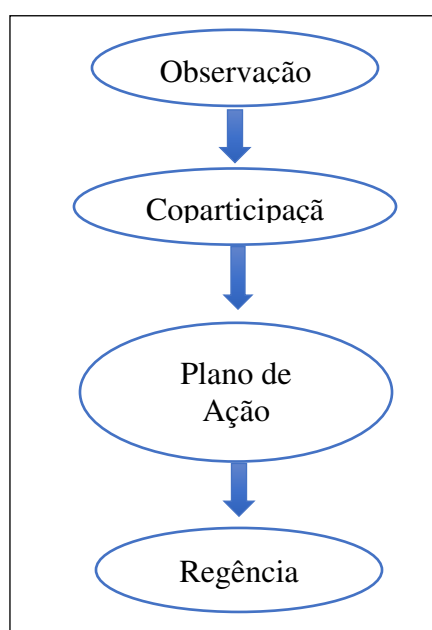 Observação
Coparticipaçã
Plano de
Ação
Regência